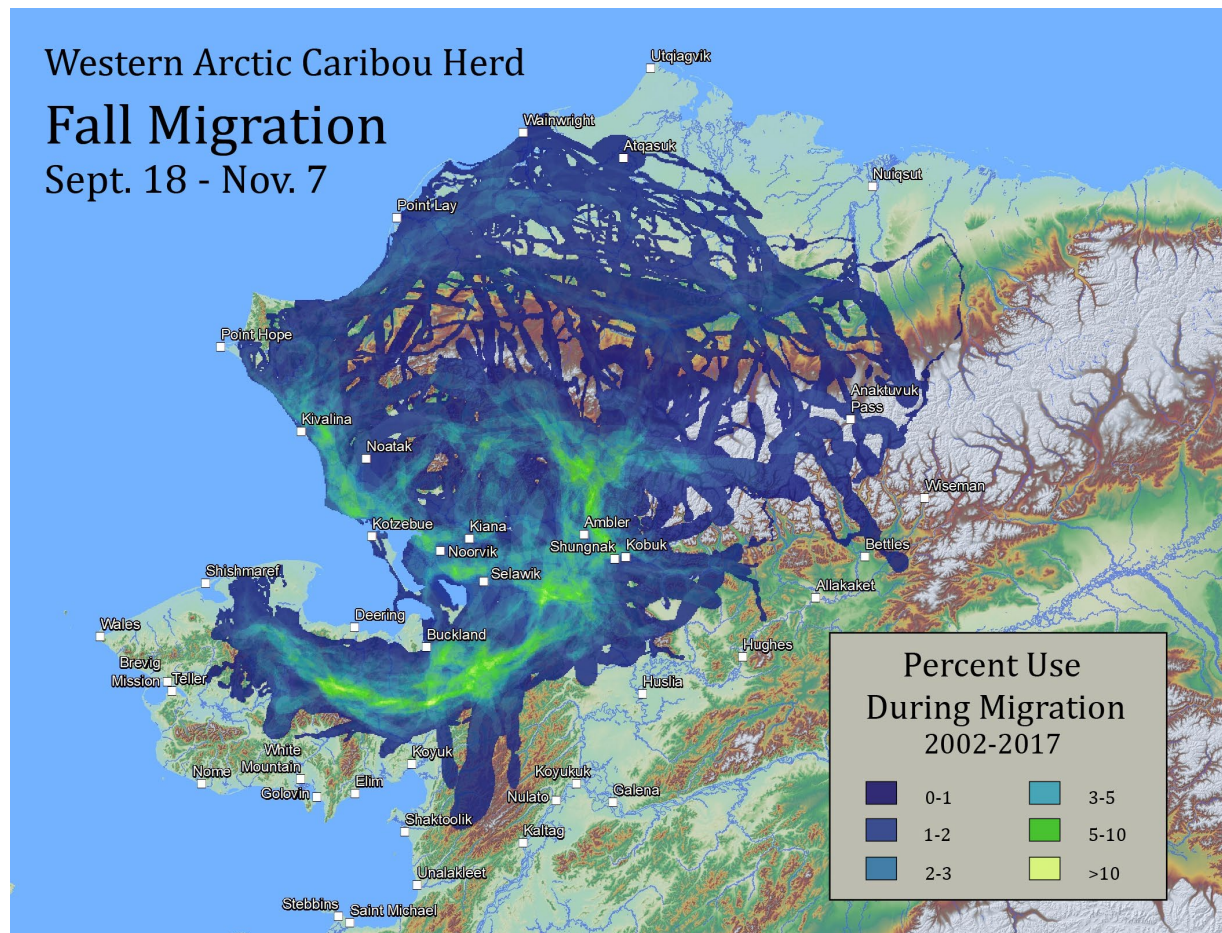 Western Arctic Caribou Herd
Fall Migration
Sept. 18 - Nov. 7
Utqiagvik
Wainwright
Atqasuk
Nuiqsut
Point Lay
Point Hope
Anaktuvuk
Pass
Kivalina
Noatak
Wiseman
Kotzebue
Kiana
Ambler
Noorvik
Shungnak
Kobuk
Bettles
Selawik
Shishmaref
Allakaket
Deering
Wales
Buckland
Hughes
Brevig
Mission
Teller
Huslia
White
Mountain
Koyuk
Nome
Golovin
Elim
Koyukuk
Nulato
Galena
Shaktoolik
Kaltag
Unalakleet
Stebbins
Saint Michael
Percent Use
During Migration
2002-2017
0-1
3-5
1-2
5-10
2-3
>10